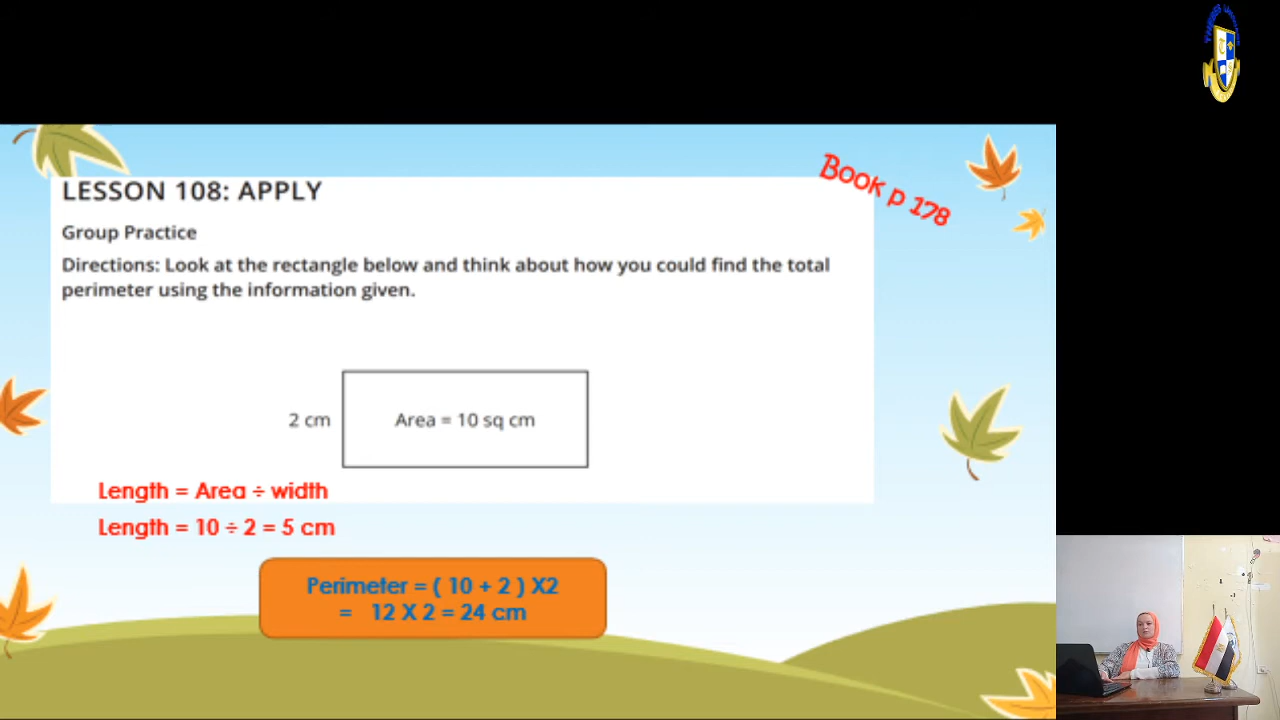 Book p 178
LESSON 108: APPLY
Group Practice
Directions: Look at the rectangle below and think about how you could find the total
perimeter using the information given.
2 cm
Area = 10 sq cm
Length = Area ÷ width
Length = 10 ÷ 2 = 5 cm
Perimeter = ( 10 + 2 ) X2
= 12 X 2 = 24 cm